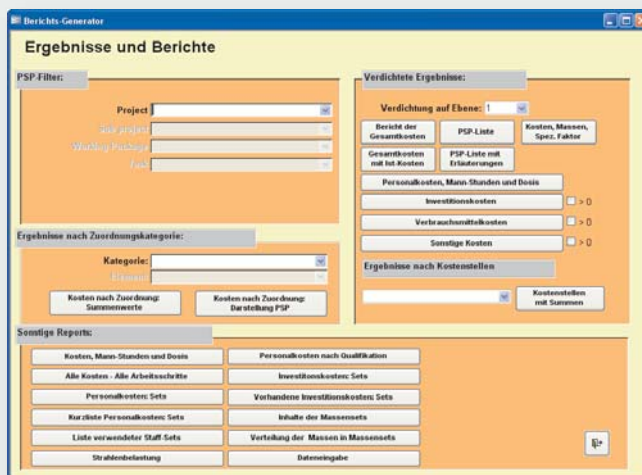 Berichts-Generator
Ergebnisse und Berichte
PSP-Filter:
Project
Sub project
Working Package
Task
Ergebnisse nach Zuordnungskategorie:
Kategorie:
Element:
Kosten nach Zuordnung:
Summenwerte
Kosten nach Zuordnung:
Darstellung PSP
Verdichtete Ergebnisse:
Verdichtung auf Ebene: 1
Bericht der
Gesamtkosten
PSP-Liste
Kosten, Massen,
Spez. Faktor
Gesamtkosten
mit Ist-Kosten
PSP-Liste mit
Erläuterungen
Personalkosten, Mann-Stunden und Dosis
Investitionskosten
> 0
Verbrauchsmittelkosten
> 0
Sonstige Kosten
> 0
Ergebnisse nach Kostenstellen
Kostenstellen
mit Summen
Sonstige Reports:
Kosten, Mann-Stunden und Dosis
Personalkosten nach Qualifikation
Alle Kosten - Alle Arbeitsschritte
Investitonskosten: Sets
Personalkosten: Sets
Vorhandene Investitionskosten: Sets
Kurzliste Personalkosten: Sets
Inhalte der Massensets
Liste verwendeter Staff-Sets
Verteilung der Massen in Massensets
Strahlenbelastung
Dateneingabe